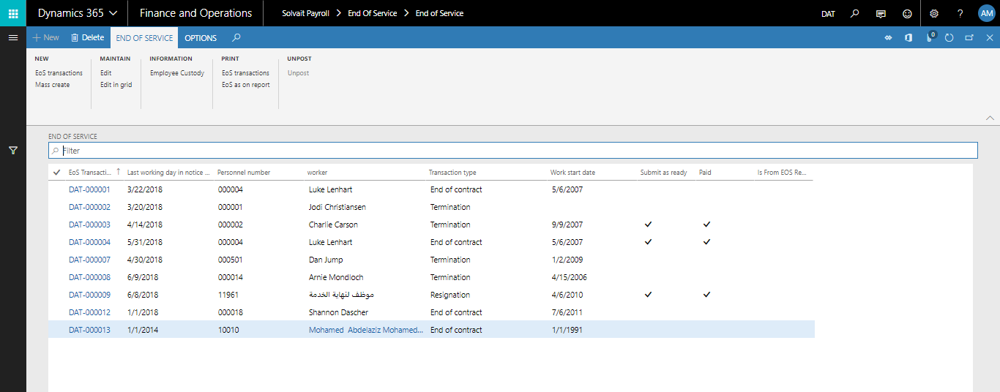 Dynamics 365 Finance and Operations Solvait Payroll End Of Service End of Service DAT ? AM
New Delete END OF SERVICE OPTIONS 0
NEW MAINTAIN INFORMATION PRINT UNPOST
EoS transactions Edit Employee Custody EoS transactions Unpost
Mass create Edit in grid EoS as on report
END OF SERVICE
Filter
EoS Transacti... Last working day in notice ... Personnel number worker Transaction type Work start date Submit as ready Paid Is From EOS Re...
DAT-000001 3/22/2018 000004 Luke Lenhart End of contract 5/6/2007
DAT-000002 3/20/2018 000001 Jodi Christiansen Termination
DAT-000003 4/14/2018 000002 Charlie Carson Termination 9/9/2007
DAT-000004 5/31/2018 000004 Luke Lenhart End of contract 5/6/2007
DAT-000007 4/30/2018 000501 Dan Jump Termination 1/2/2009
DAT-000008 6/9/2018 000014 Arnie Mondloch Termination 4/15/2006
DAT-000009 6/8/2018 11961 موظف لنهاية الخدمة Resignation 4/6/2010
DAT-000012 1/1/2018 000018 Shannon Dascher End of contract 7/6/2011
DAT-000013 1/1/2014 10010 Mohamed Abdelaziz Mohamed... End of contract 1/1/1991